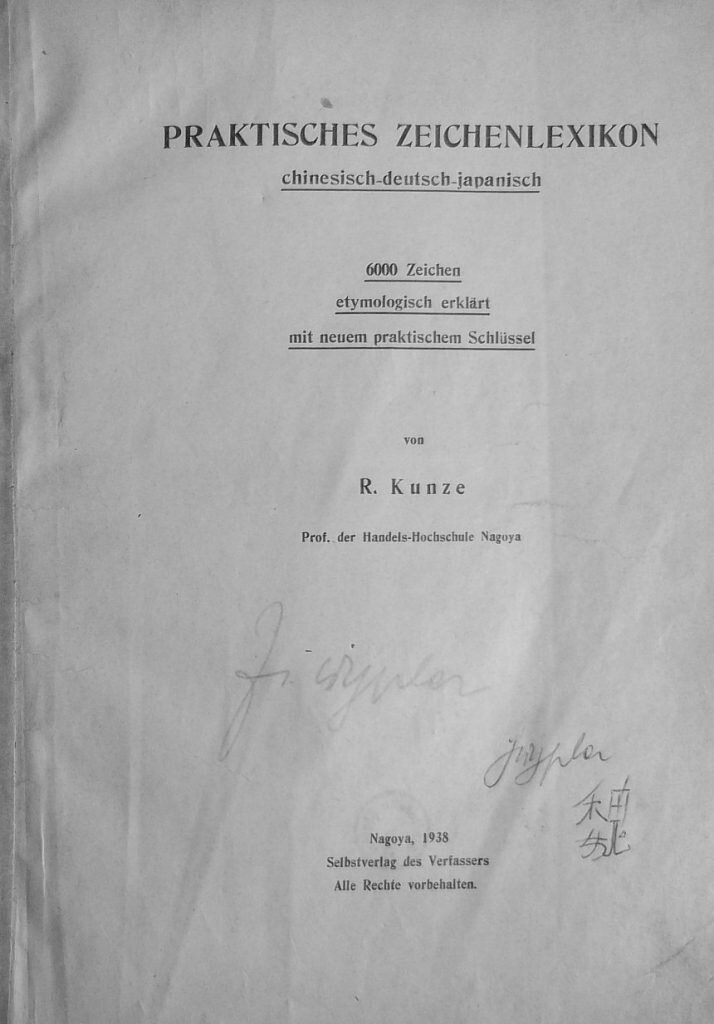 PRAKTISCHES ZEICHENLEXIKON
chinesisch-deutsch-japanisch
6000 Zeichen
etymologisch erklärt
mit neuem praktischem Schlüssel
von
R. Kunze
Prof. der Handels-Hochschule Nagoya
Nagoya, 1938
Selbstverlag des Verfassers
Alle Rechte vorbehalten.